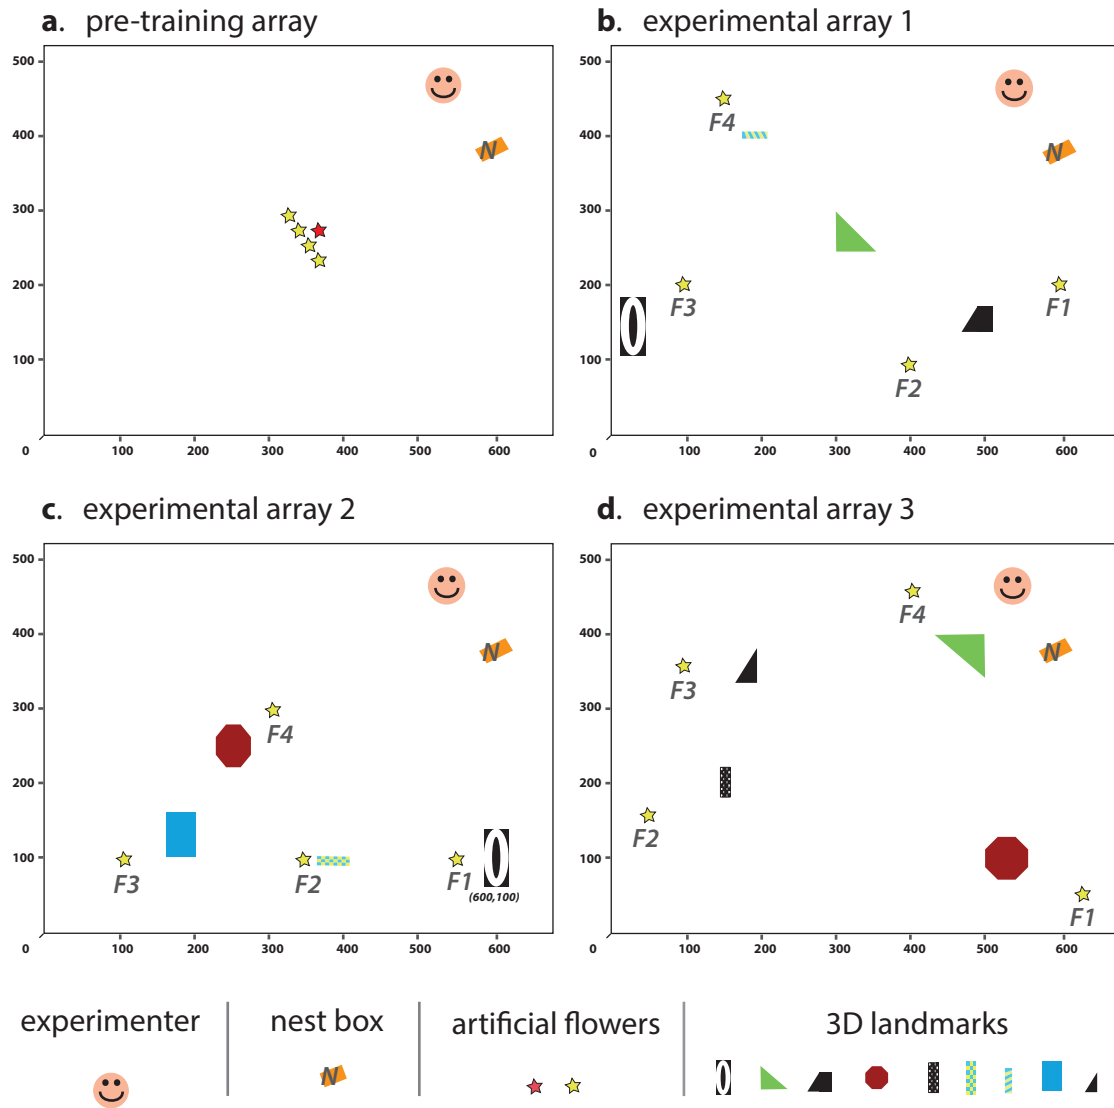 a. pre-training array
500
400
300
200
100
0
100
200
300
400
500
600
N
b. experimental array 1
500
400
300
200
100
0
100
200
300
400
500
600
F4
N
F3
F1
F2
c. experimental array 2
500
400
300
200
100
0
100
200
300
400
500
600
N
F4
F3
F2
F1
(600,100)
d. experimental array 3
500
400
300
200
100
0
100
200
300
400
500
600
F4
N
F3
F2
F1
experimenter
nest box
N
artificial flowers
3D landmarks